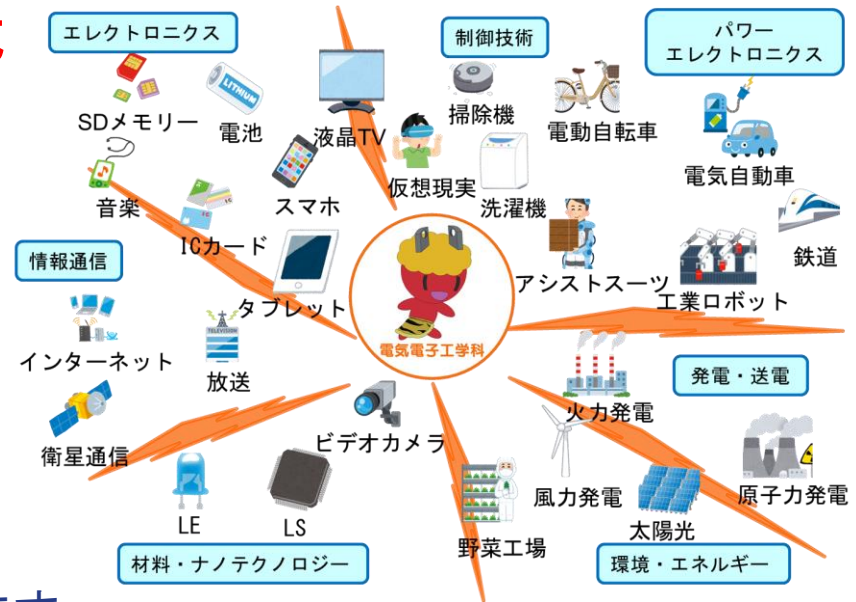 エレクトロニクス
制御技術
パワー
エレクトロニクス
SDメモリー
LITHIUM
電池
液晶TV
掃除機
電動自転車
電気自動車
音楽
IC
ICカード
スマホ
仮想現実
洗濯機
鉄道
情報通信
タブレット
アシストスーツ
工業ロボット
電気電子工学科
インターネット
TELEVISION
放送
発電・送電
火力発電
衛星通信
ビデオカメラ
風力発電
原子力発電
LE
LS
野菜工場
太陽光
材料・ナノテクノロジー
環境・エネルギー